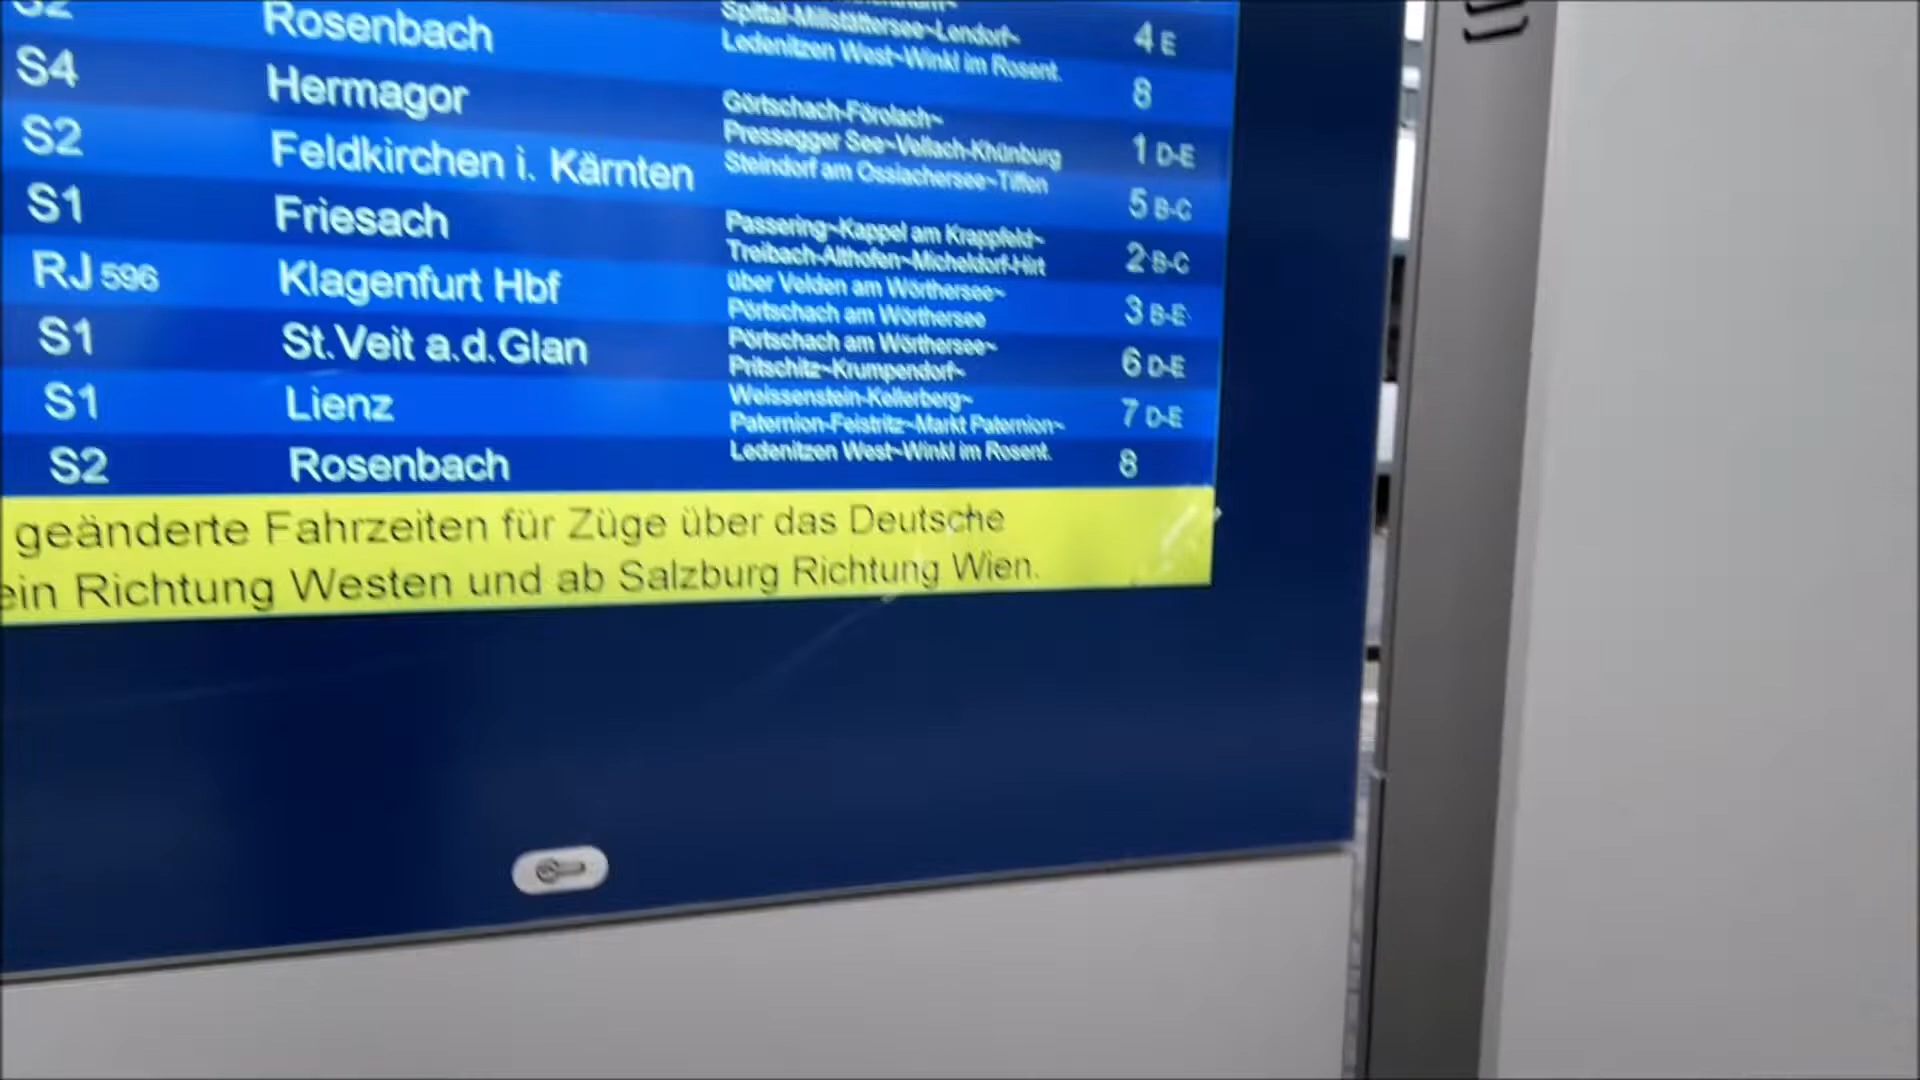 S2 Rosenbach
Spittal-Millstättersee~Lendorf~ 4 E
Ledenitzen West~Winkl im Rosent. 8
S4 Hermagor
Görtschach-Förolach~
Pressegger See~Vellach-Khünburg 1 D-E
S2 Feldkirchen i. Kärnten
Steindorf am Ossiachersee~Tiffen 5 B-C
S1 Friesach
Passering~Kappel am Krappfeld~
Treibach-Althofen~Micheldorf-Hirt 2 B-C
RJ 596 Klagenfurt Hbf
über Velden am Wörthersee~
Pörtschach am Wörthersee 3 B-E
S1 St.Veit a.d.Glan
Pörtschach am Wörthersee~
Pritschitz~Krumpendorf~ 6 D-E
S1 Lienz
Weissenstein-Kellerberg~
Paternion-Feistritz~Markt Paternion~ 7 D-E
S2 Rosenbach
Ledenitzen West~Winkl im Rosent. 8
geänderte Fahrzeiten für Züge über das Deutsche
ein Richtung Westen und ab Salzburg Richtung Wien.